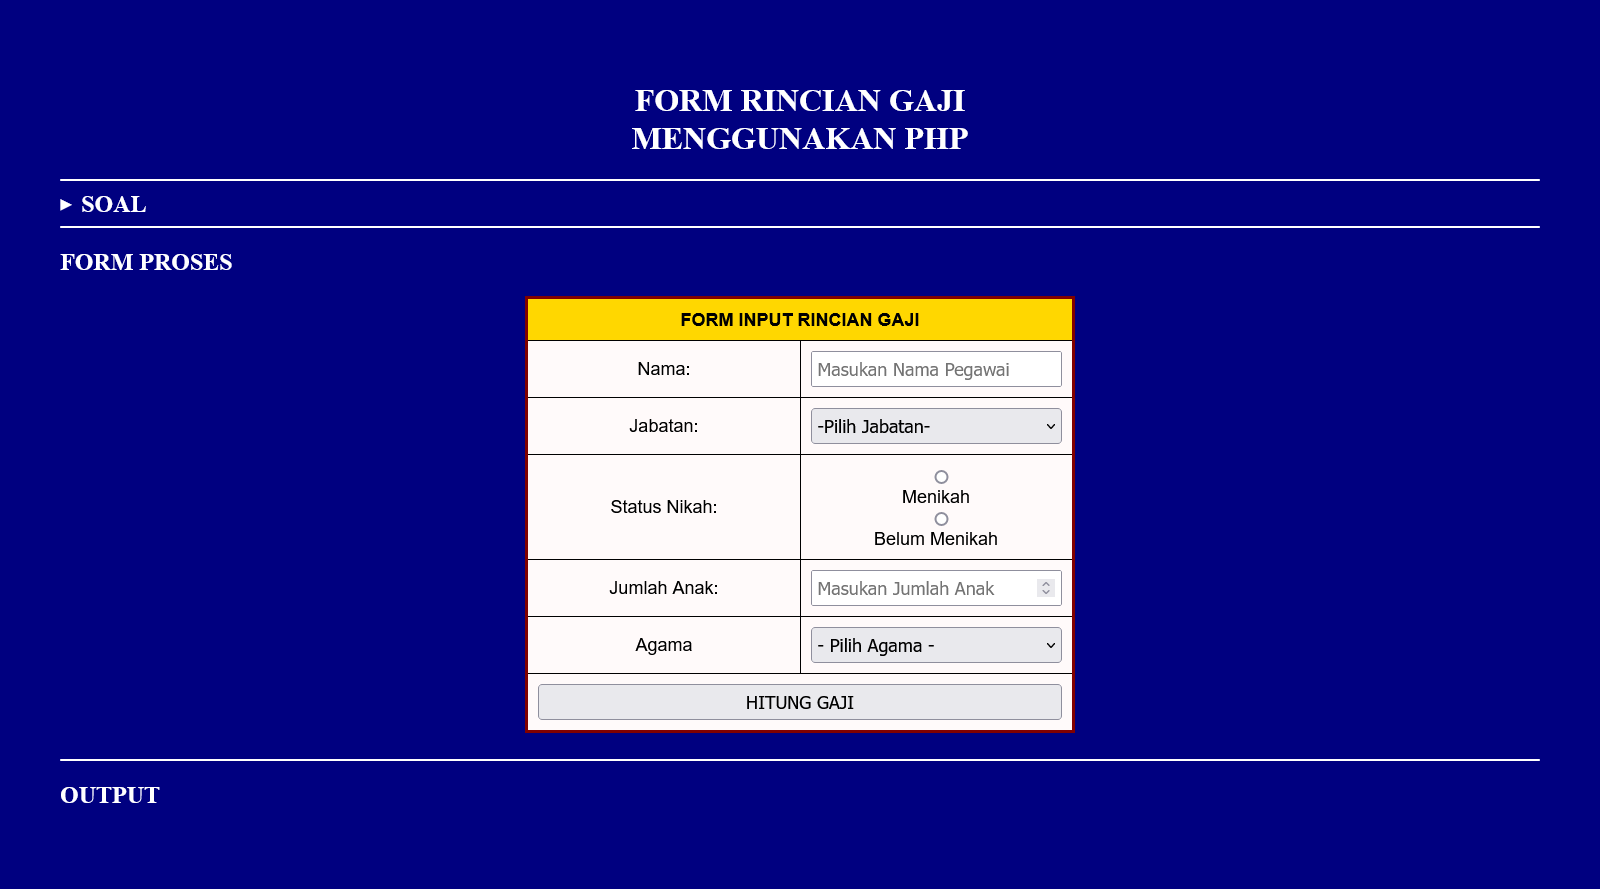 FORM RINCIAN GAJI
MENGGUNAKAN PHP
SOAL
FORM PROSES
FORM INPUT RINCIAN GAJI
Nama:
Masukan Nama Pegawai
Jabatan:
-Pilih Jabatan-
Status Nikah:
Menikah
Belum Menikah
Jumlah Anak:
Masukan Jumlah Anak
Agama
- Pilih Agama -
HITUNG GAJI
OUTPUT